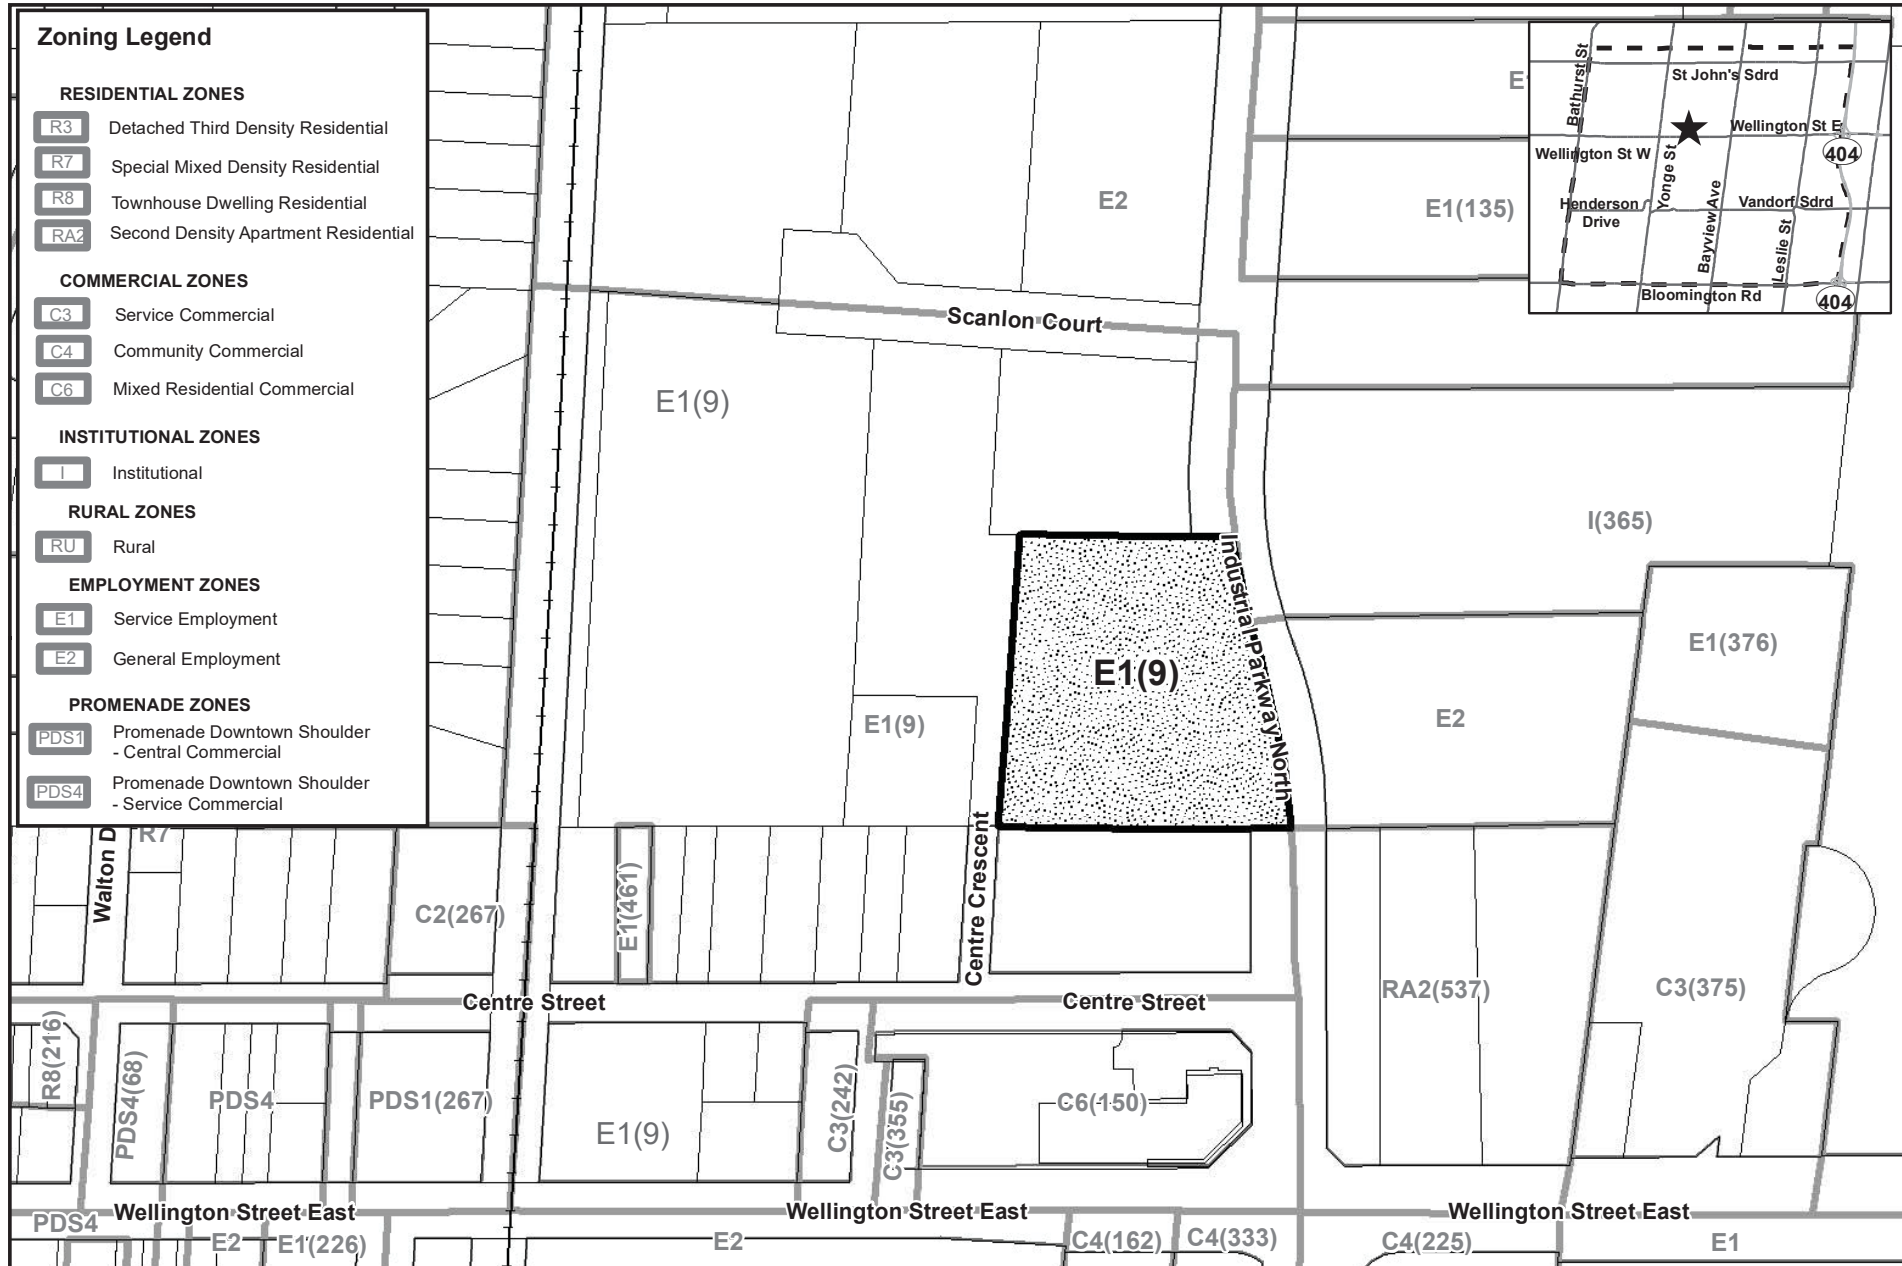 Zoning Legend
RESIDENTIAL ZONES
R3 Detached Third Density Residential
R7 Special Mixed Density Residential
R8 Townhouse Dwelling Residential
RA2 Second Density Apartment Residential
COMMERCIAL ZONES
C3 Service Commercial
C4 Community Commercial
C6 Mixed Residential Commercial
INSTITUTIONAL ZONES
I Institutional
RURAL ZONES
RU Rural
EMPLOYMENT ZONES
E1 Service Employment
E2 General Employment
PROMENADE ZONES
PDS1 Promenade Downtown Shoulder
- Central Commercial
PDS4 Promenade Downtown Shoulder
- Service Commercial
Bathurst St
St John's Sdrd
Wellington St E
Wellington St W
404
Yonge St
Henderson
Drive
Vandorf Sdrd
Bayview Ave
Leslie St
Bloomington Rd
404
E2
E1(135)
Scanlon Court
E1(9)
I(365)
Industrial Parkway North
E1(9)
E1(376)
E1(9)
E2
R7
Walton D
C2(267)
E1(461)
Centre Crescent
RA2(537)
C3(375)
Centre Street
Centre Street
R8(216)
PDS4(68)
PDS4
PDS1(267)
E1(9)
C3(242)
C3(355)
C6(150)
PDS4
Wellington Street East
Wellington Street East
Wellington Street East
E2
E1(226)
E2
C4(162)
C4(333)
C4(225)
E1